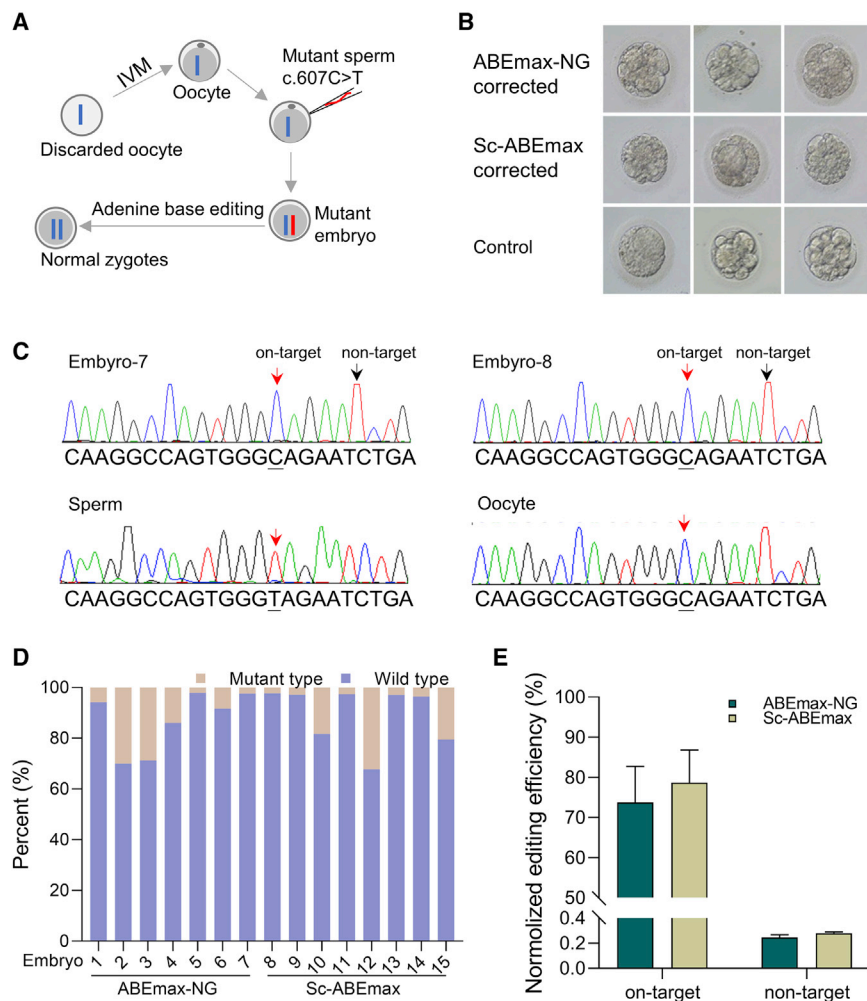 A
IVM
Oocyte
Discarded oocyte
Mutant sperm
c.607C>T
Adenine base editing
Mutant
embryo
Normal zygotes
B
ABEmax-NG
corrected
Sc-ABEmax
corrected
Control
C
Embyro-7
on-target
non-target
CAAGGCCAGTGGGCAGAATCTGA
Embyro-8
on-target
non-target
CAAGGCCAGTGGGCAGAATCTGA
Sperm
CAAGGCCAGTGGGTAGAATCTGA
Oocyte
CAAGGCCAGTGGGCAGAATCTGA
D
Mutant type
Wild type
Percent (%)
100
80
60
40
20
0
Embryo
1 2 3 4 5 6 7 8 9 10 11 12 13 14 15
ABEmax-NG
Sc-ABEmax
E
Normolized editing efficiency (%)
100
90
80
70
60
50
0.4
0.2
0.0
ABEmax-NG
Sc-ABEmax
on-target
non-target